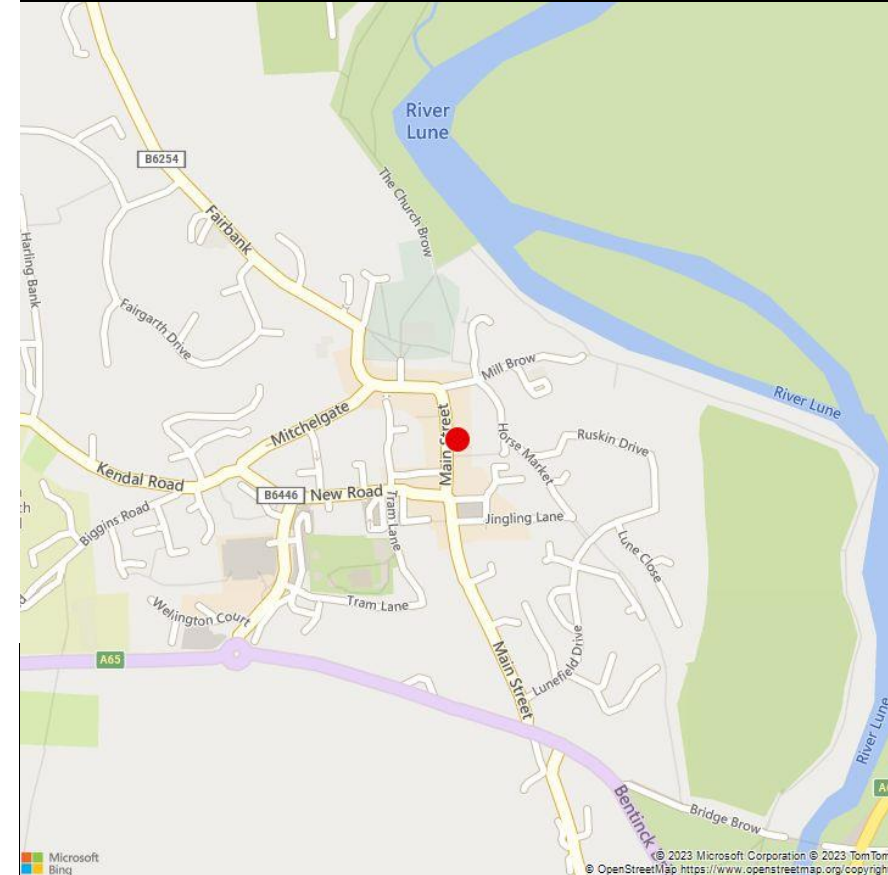 River
Lune
B6254
The Church Brow
Fairbank
Harling Bank
Fairgarth Drive
Mill Brow
River Lune
Mitchelgate
Main Street
Horse Market
Ruskin Drive
Kendal Road
B6446
New Road
Biggins Road
Tram Lane
Jingling Lane
Lune Close
Tram Lane
Wellington Court
A65
Main Street
Lunefield Drive
River Lune
Bentinck
Bridge Brow
Microsoft
Bing
© 2023 Microsoft Corporation © 2023 TomTom
© OpenStreetMap https://www.openstreetmap.org/copyright